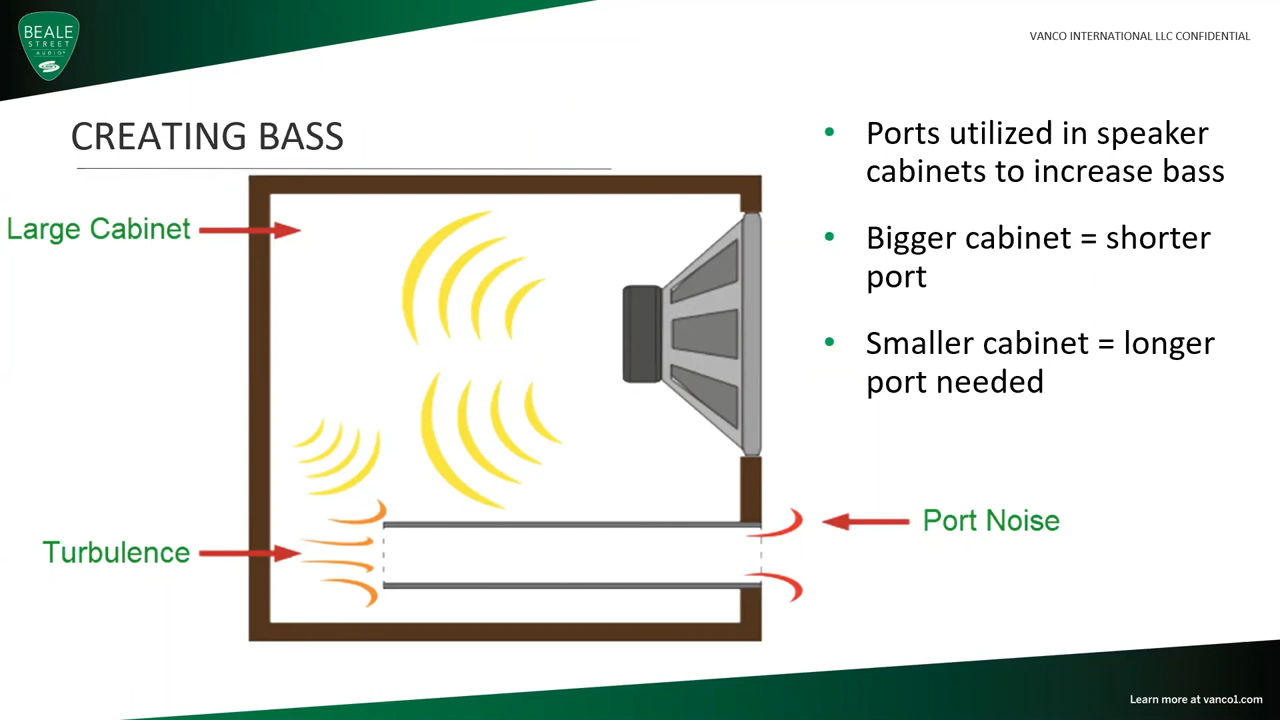 BEALE
STREET
AUDIO
VANCO INTERNATIONAL LLC CONFIDENTIAL
CREATING BASS
• Ports utilized in speaker
cabinets to increase bass
• Bigger cabinet = shorter
port
• Smaller cabinet = longer
port needed
Large Cabinet
Turbulence
Port Noise
Learn more at vanco1.com